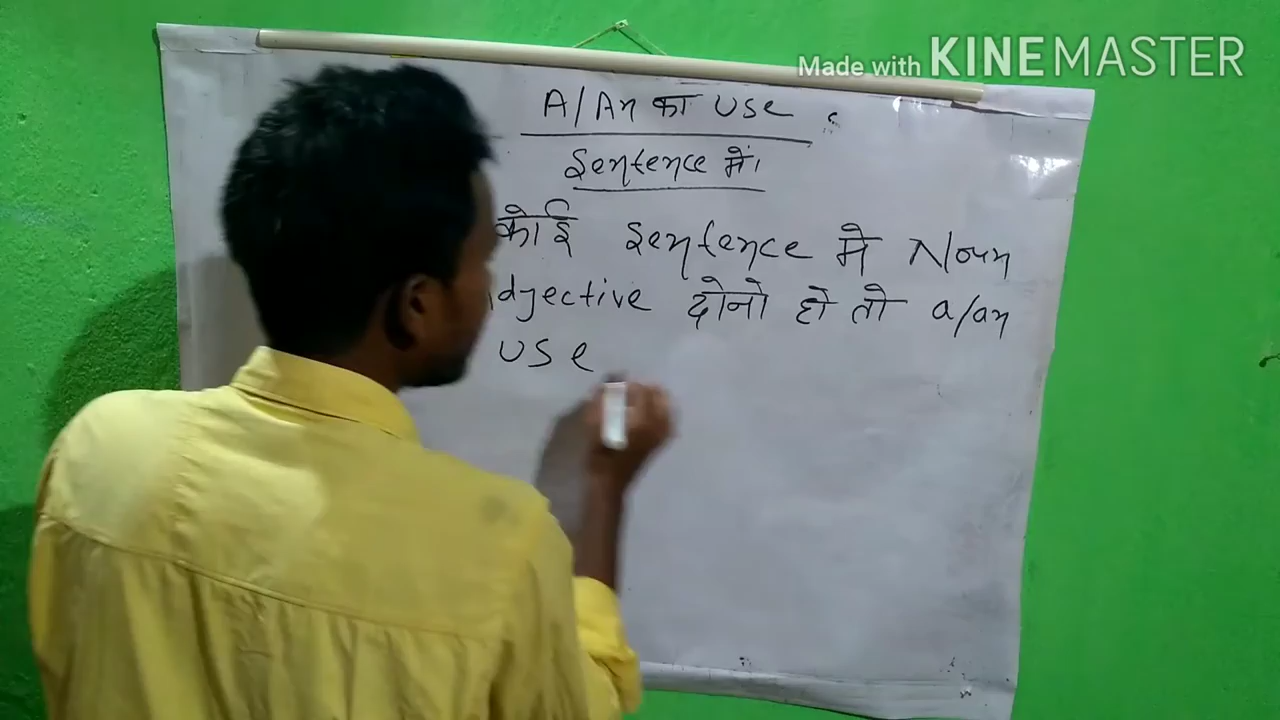 Made with KINEMASTER
A/An का use
Sentence में।
कोई Sentence मे Noun
djective दोनो हो तो a/an
use